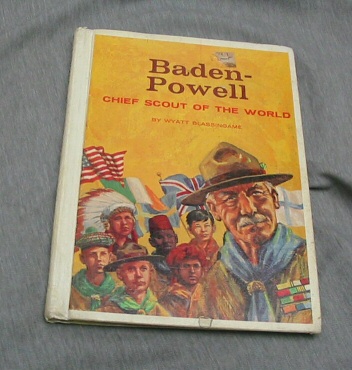 Baden-
Powell
CHIEF SCOUT OF THE WORLD
BY WYATT BLASSINGAME